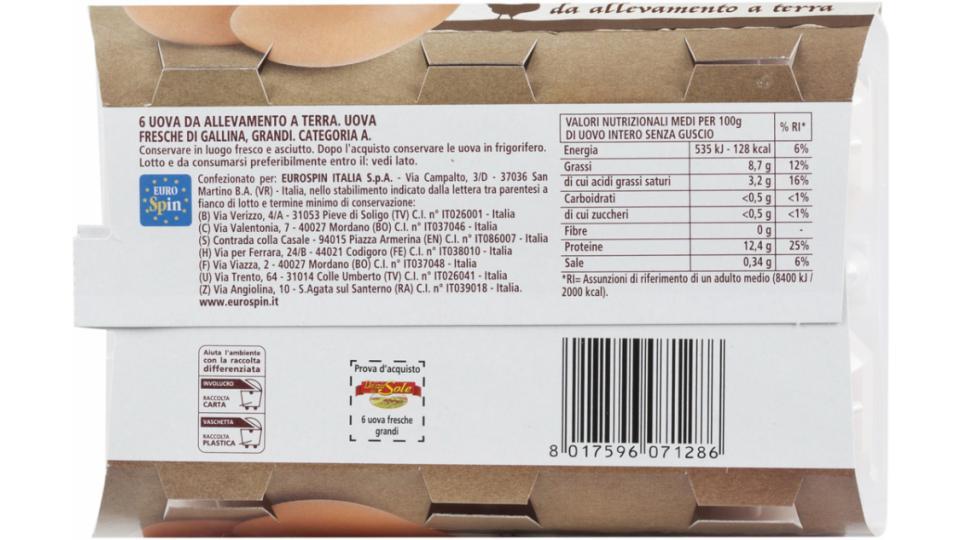 da allevamento a terra
6 UOVA DA ALLEVAMENTO A TERRA. UOVA
FRESCHE DI GALLINA, GRANDI. CATEGORIA A.
Conservare in luogo fresco e asciutto. Dopo l'acquisto conservare le uova in frigorifero.
Lotto e da consumarsi preferibilmente entro il: vedi lato.
EURO
Spin
Confezionato per: EUROSPIN ITALIA S.p.A. - Via Campalto, 3/D - 37036 San
Martino B.A. (VR) - Italia, nello stabilimento indicato dalla lettera tra parentesi a
fianco di lotto e termine minimo di conservazione:
(B) Via Verizzo, 4/A - 31053 Pieve di Soligo (TV) C.I. n° IT026001 - Italia
(C) Via Valentonia, 7 - 40027 Mordano (BO) C.I. n° IT037046 - Italia
(S) Contrada colla Casale - 94015 Piazza Armerina (EN) C.I. n° IT086007 - Italia
(H) Via per Ferrara, 24/B - 44021 Codigoro (FE) C.I. n° IT038010 - Italia
(F) Via Viazza, 2 - 40027 Mordano (BO) C.I. n° IT037048 - Italia
(U) Via Trento, 64 - 31014 Colle Umberto (TV) C.I. n° IT026041 - Italia
(Z) Via Angiolina, 10 - S.Agata sul Santerno (RA) C.I. n° IT039018 - Italia.
www.eurospin.it
VALORI NUTRIZIONALI MEDI PER 100g
DI UOVO INTERO SENZA GUSCIO
% RI*
Energia 535 kJ - 128 kcal 6%
Grassi 8,7 g 12%
di cui acidi grassi saturi 3,2 g 16%
Carboidrati <0,5 g <1%
di cui zuccheri <0,5 g <1%
Fibre 0 g -
Proteine 12,4 g 25%
Sale 0,34 g 6%
*RI= Assunzioni di riferimento di un adulto medio (8400 kJ /
2000 kcal).
Aiuta l'ambiente
con la raccolta
differenziata
INVOLUCRO
RACCOLTA
CARTA
VASCHETTA
RACCOLTA
PLASTICA
Prova d'acquisto
Sole
6 uova fresche
grandi
8 017596 071286